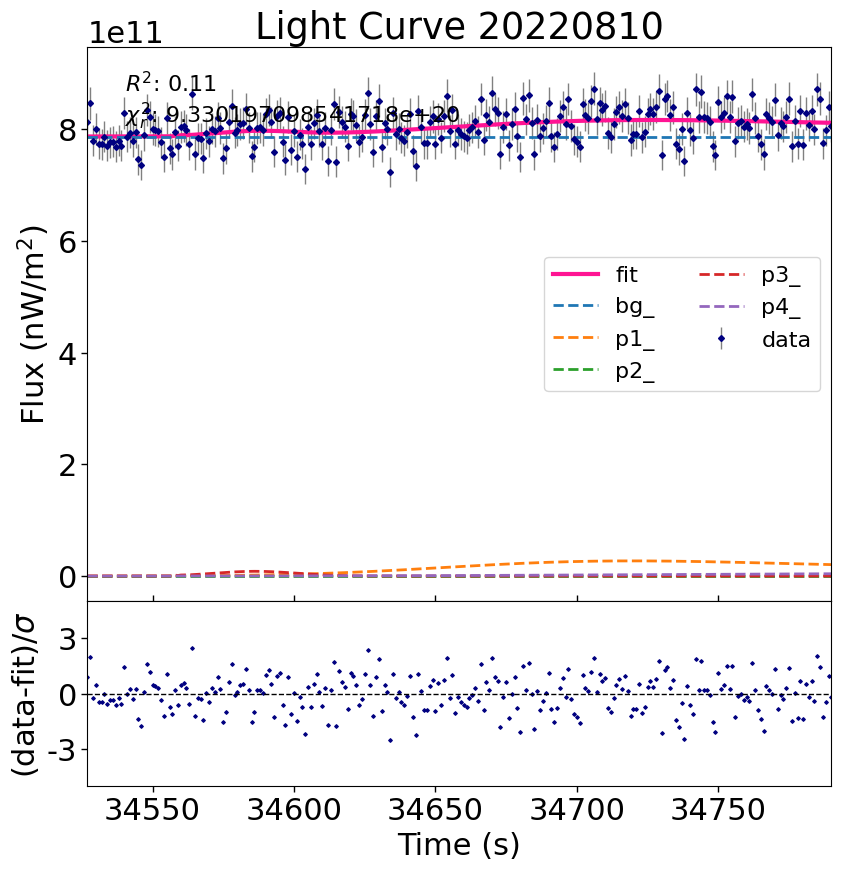 Light Curve 20220810
1e11
R²: 0.11
χ²ᵣ: 9.330197098541718e+20
8
6
4
2
0
Flux (nW/m²)
fit
bg_
p1_
p2_
p3_
p4_
data
3
0
-3
(data-fit)/σ
34550 34600 34650 34700 34750
Time (s)